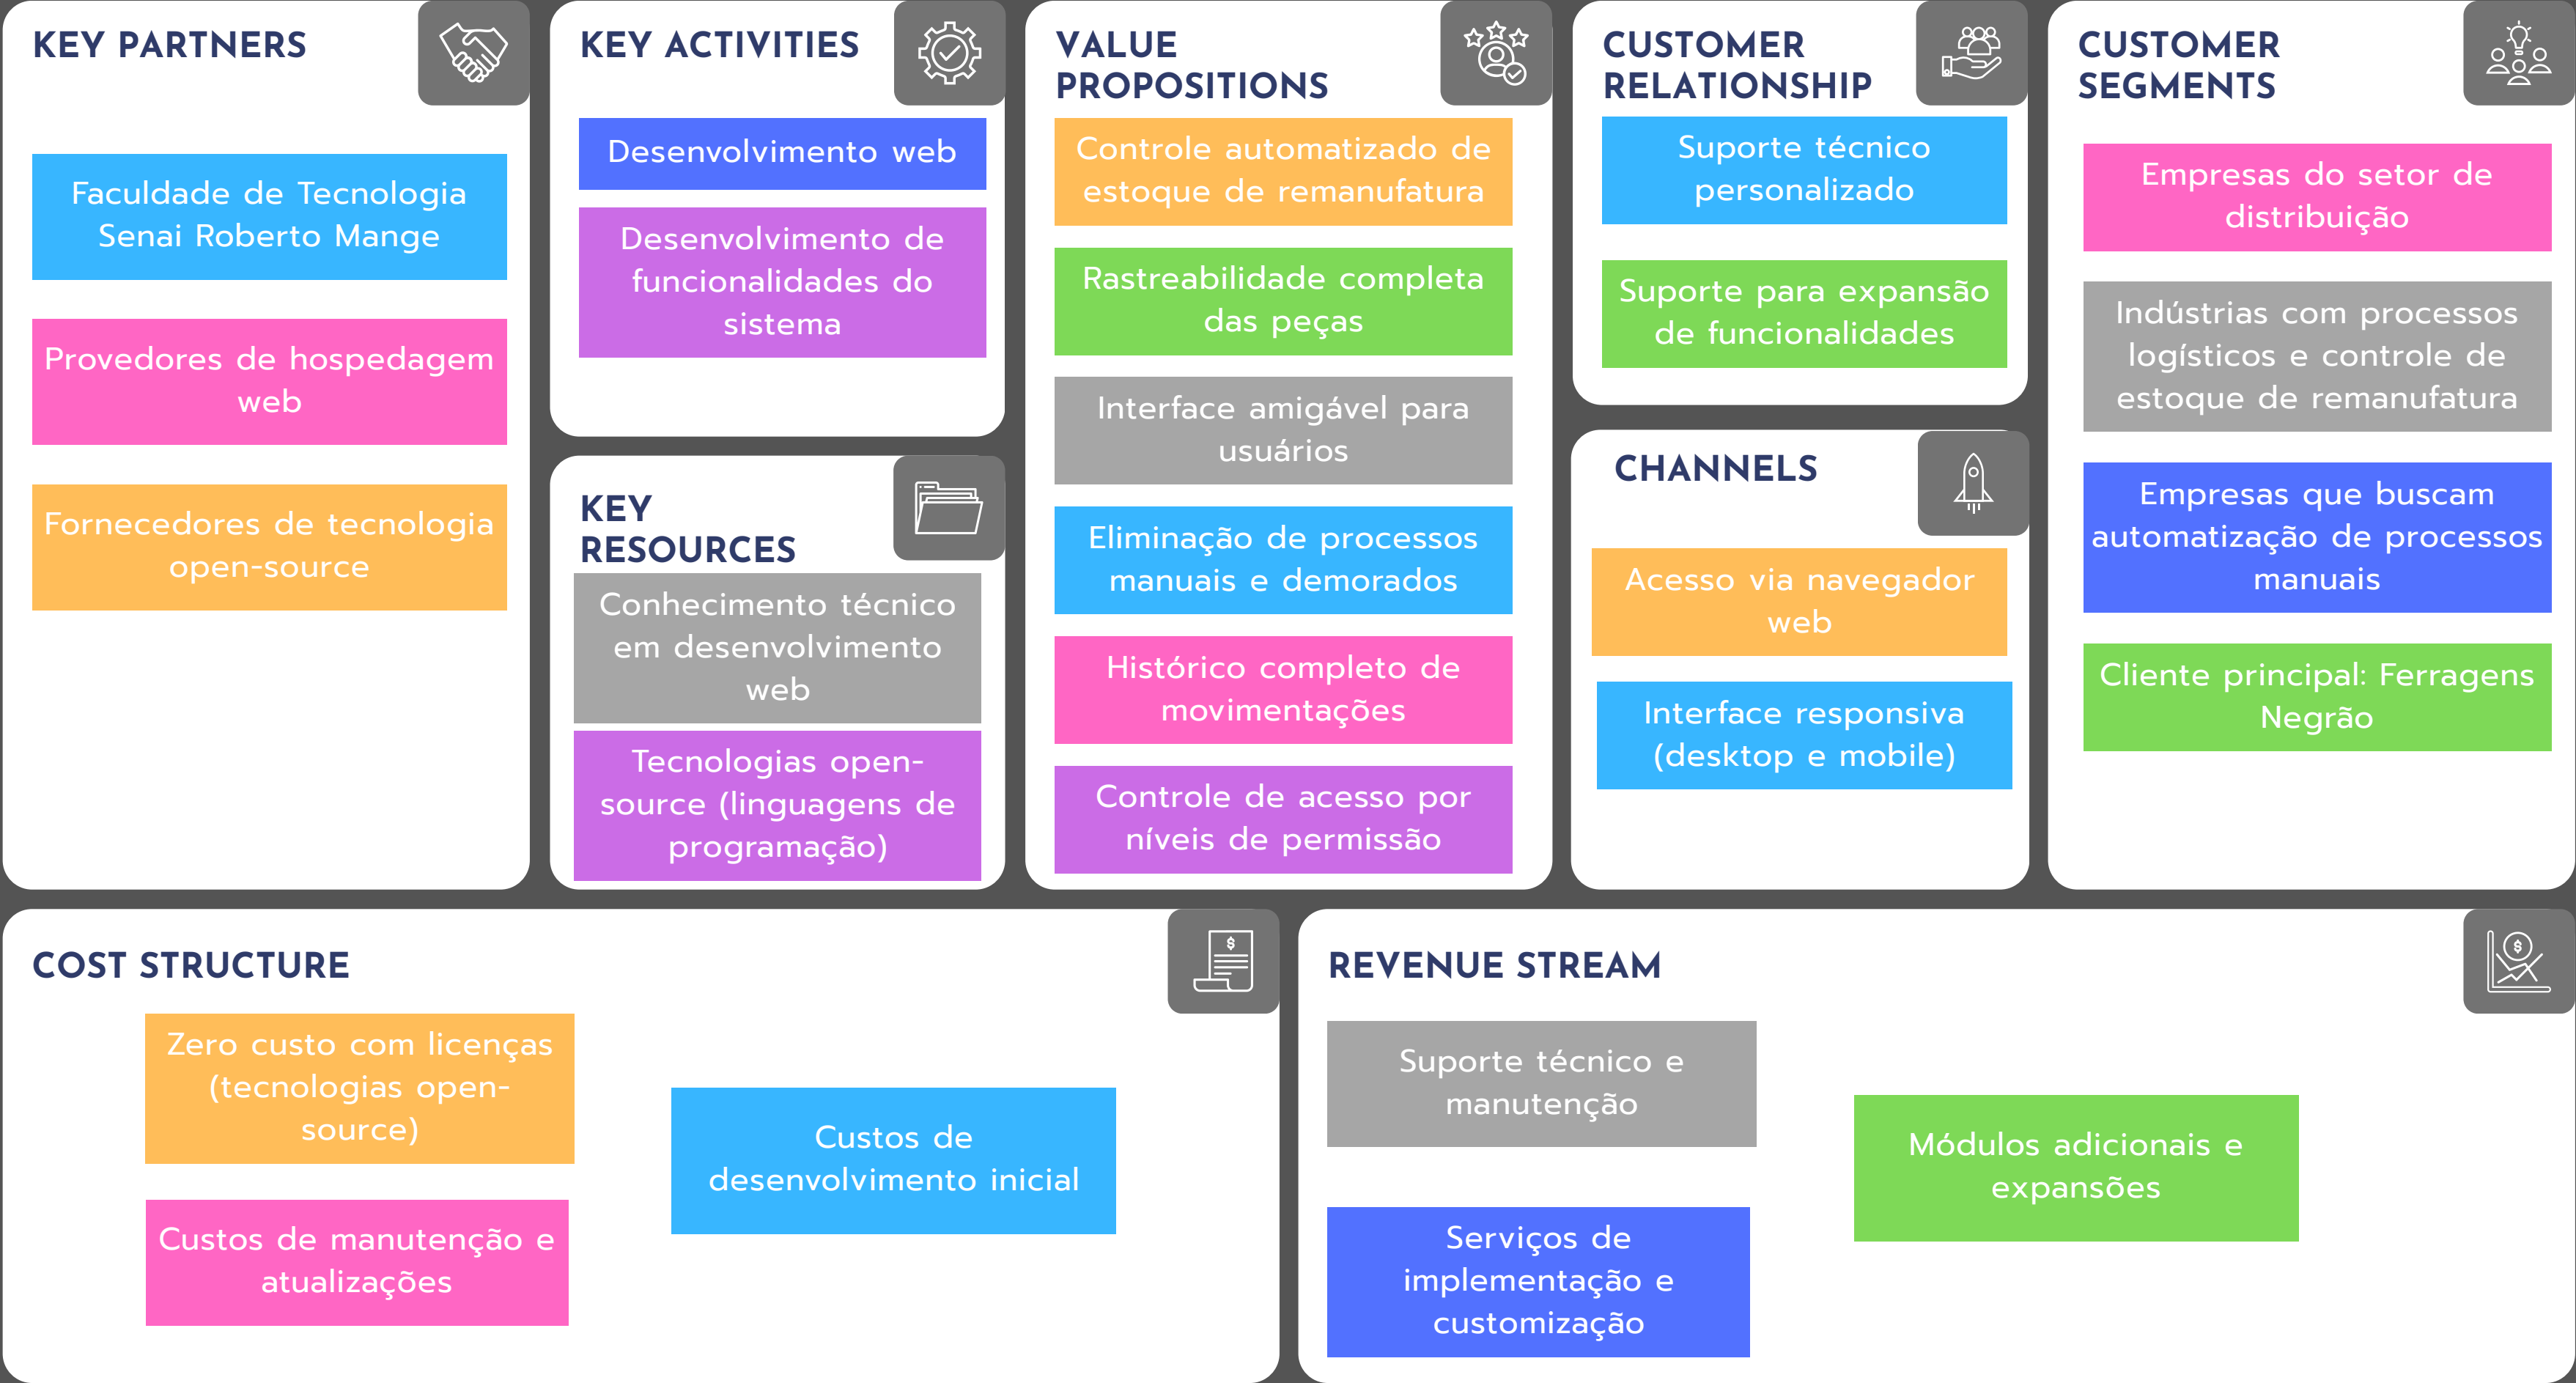 KEY PARTNERS
Faculdade de Tecnologia
Senai Roberto Mange
Provedores de hospedagem
web
Fornecedores de tecnologia
open-source
KEY ACTIVITIES
Desenvolvimento web
Desenvolvimento de
funcionalidades do
sistema
KEY
RESOURCES
Conhecimento técnico
em desenvolvimento
web
Tecnologias open-
source (linguagens de
programação)
VALUE
PROPOSITIONS
Controle automatizado de
estoque de remanufatura
Rastreabilidade completa
das peças
Interface amigável para
usuários
Eliminação de processos
manuais e demorados
Histórico completo de
movimentações
Controle de acesso por
níveis de permissão
CUSTOMER
RELATIONSHIP
Suporte técnico
personalizado
Suporte para expansão
de funcionalidades
CHANNELS
Acesso via navegador
web
Interface responsiva
(desktop e mobile)
CUSTOMER
SEGMENTS
Empresas do setor de
distribuição
Indústrias com processos
logísticos e controle de
estoque de remanufatura
Empresas que buscam
automatização de processos
manuais
Cliente principal: Ferragens
Negrão
COST STRUCTURE
Zero custo com licenças
(tecnologias open-
source)
Custos de manutenção e
atualizações
Custos de
desenvolvimento inicial
REVENUE STREAM
Suporte técnico e
manutenção
Serviços de
implementação e
customização
Módulos adicionais e
expansões